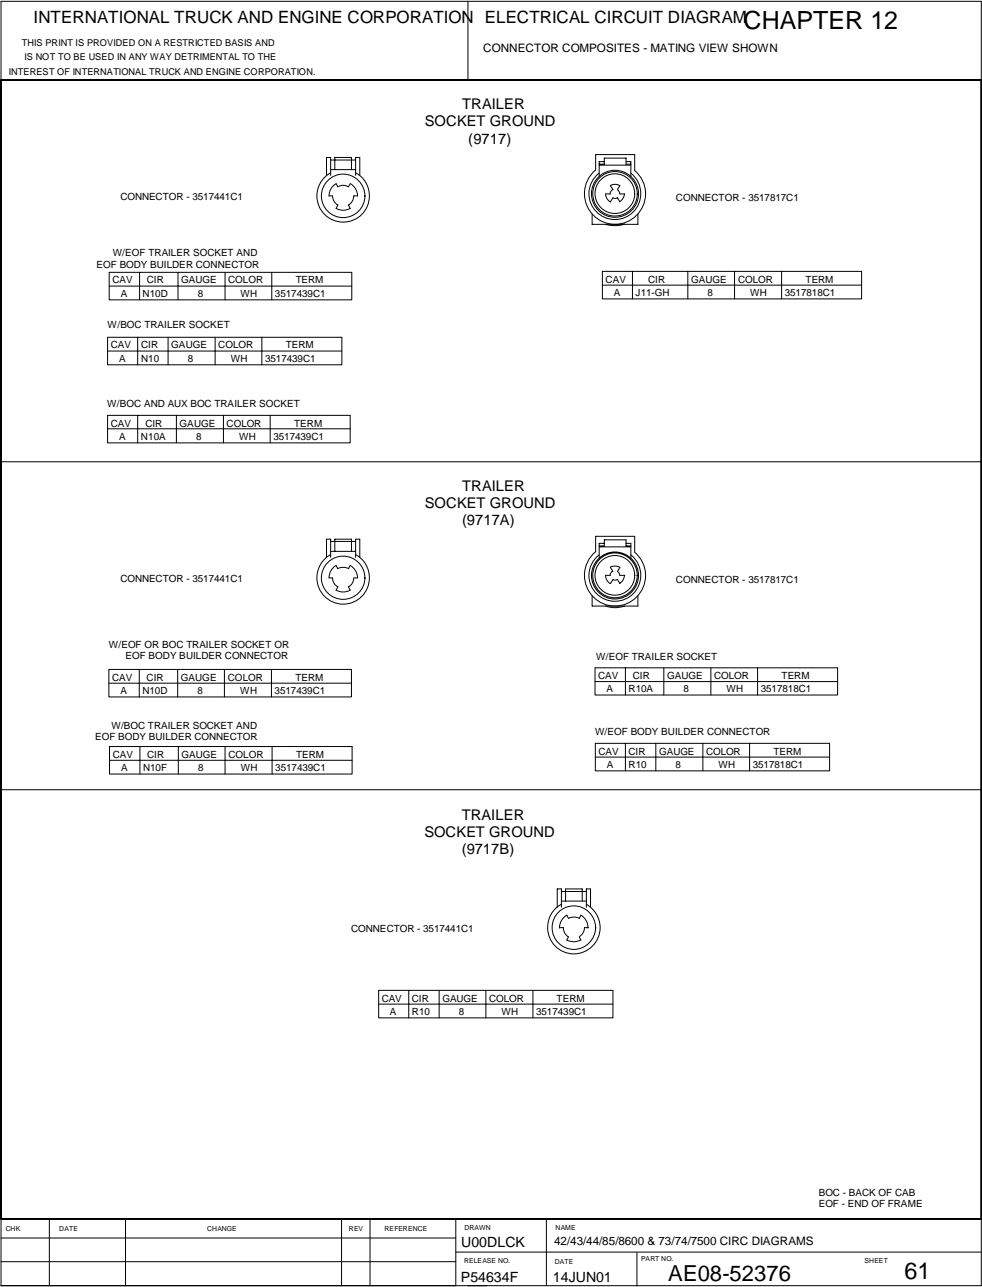 INTERNATIONAL TRUCK AND ENGINE CORPORATION
THIS PRINT IS PROVIDED ON A RESTRICTED BASIS AND
IS NOT TO BE USED IN ANY WAY DETRIMENTAL TO THE
INTEREST OF INTERNATIONAL TRUCK AND ENGINE CORPORATION.
ELECTRICAL CIRCUIT DIAGRAM CHAPTER 12
CONNECTOR COMPOSITES - MATING VIEW SHOWN
TRAILER
SOCKET GROUND
(9717)
CONNECTOR - 3517441C1
W/EOF TRAILER SOCKET AND
EOF BODY BUILDER CONNECTOR
CAV CIR GAUGE COLOR TERM
A N10D 8 WH 3517439C1
W/BOC TRAILER SOCKET
CAV CIR GAUGE COLOR TERM
A N10 8 WH 3517439C1
W/BOC AND AUX BOC TRAILER SOCKET
CAV CIR GAUGE COLOR TERM
A N10A 8 WH 3517439C1
CONNECTOR - 3517817C1
CAV CIR GAUGE COLOR TERM
A J11-GH 8 WH 3517818C1
TRAILER
SOCKET GROUND
(9717A)
CONNECTOR - 3517441C1
W/EOF OR BOC TRAILER SOCKET OR
EOF BODY BUILDER CONNECTOR
CAV CIR GAUGE COLOR TERM
A N10D 8 WH 3517439C1
W/BOC TRAILER SOCKET AND
EOF BODY BUILDER CONNECTOR
CAV CIR GAUGE COLOR TERM
A N10F 8 WH 3517439C1
CONNECTOR - 3517817C1
W/EOF TRAILER SOCKET
CAV CIR GAUGE COLOR TERM
A R10A 8 WH 3517818C1
W/EOF BODY BUILDER CONNECTOR
CAV CIR GAUGE COLOR TERM
A R10 8 WH 3517818C1
TRAILER
SOCKET GROUND
(9717B)
CONNECTOR - 3517441C1
CAV CIR GAUGE COLOR TERM
A R10 8 WH 3517439C1
BOC - BACK OF CAB
EOF - END OF FRAME
CHK DATE CHANGE REV REFERENCE
DRAWN
U00DLCK
NAME
42/43/44/85/8600 & 73/74/7500 CIRC DIAGRAMS
RELEASE NO.
P54634F
DATE
14JUN01
PART NO.
AE08-52376
SHEET 61